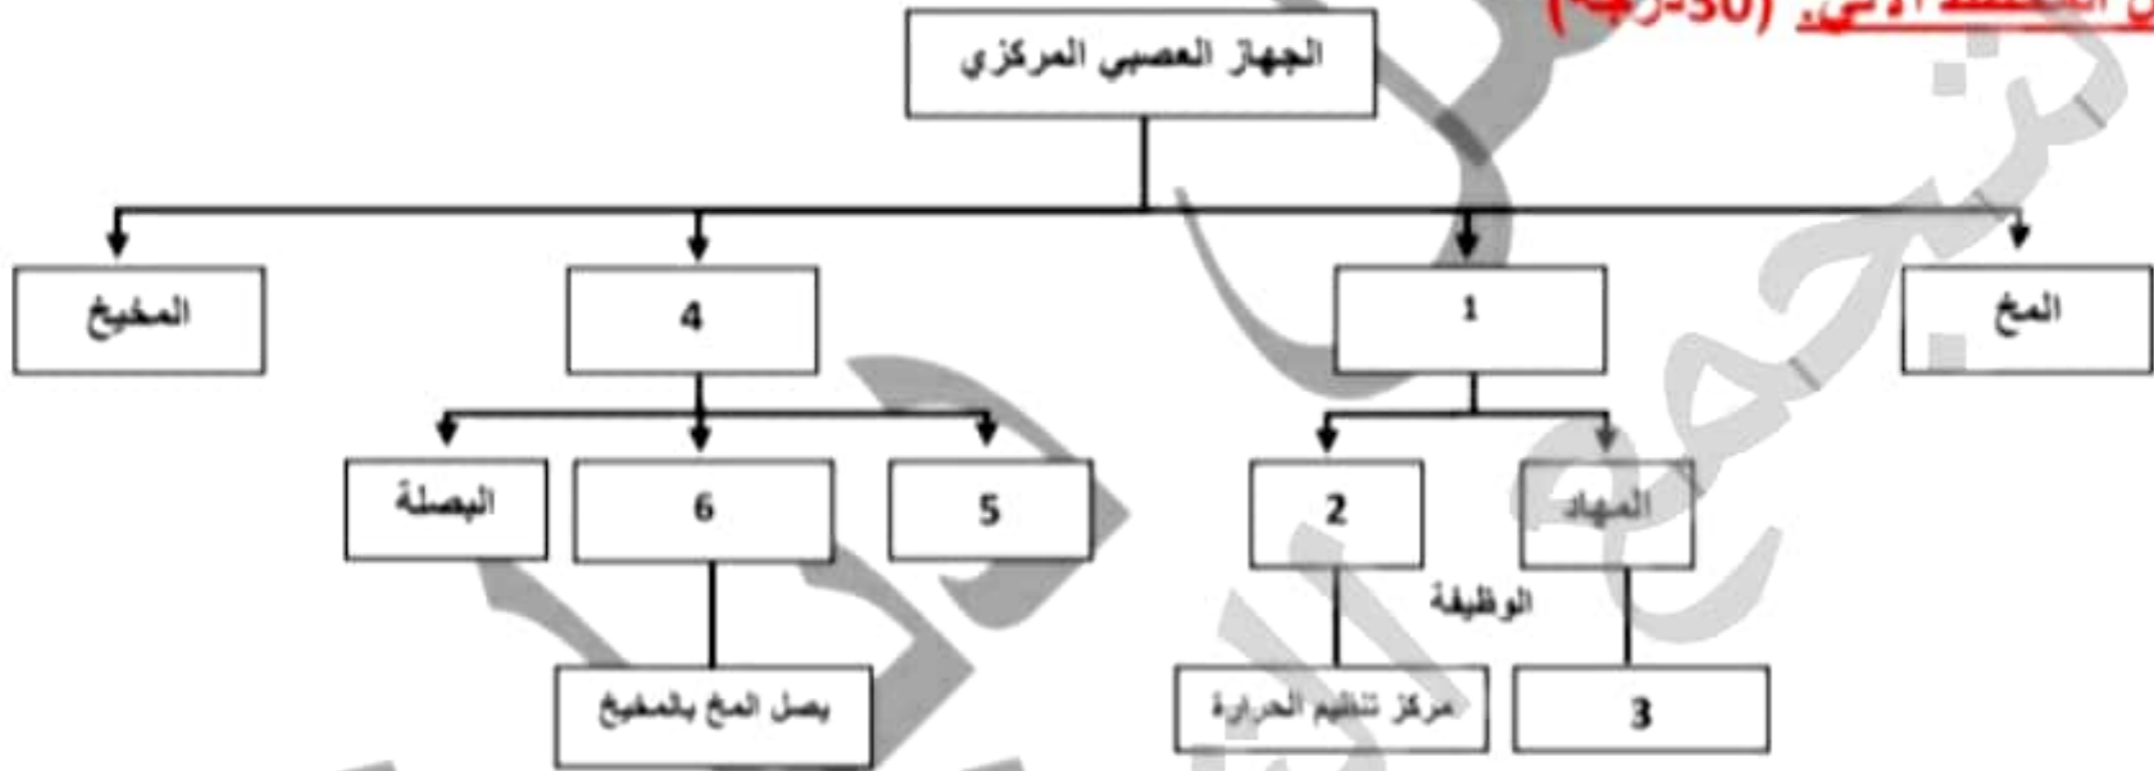 (30-
الجهاز العصبي المركزي
المخ
1
4
المخيخ
المهاد
2
5
6
البصلة
الوظيفة
3
مركز تنظيم الحرارة
يصل المخ بالمخيخ